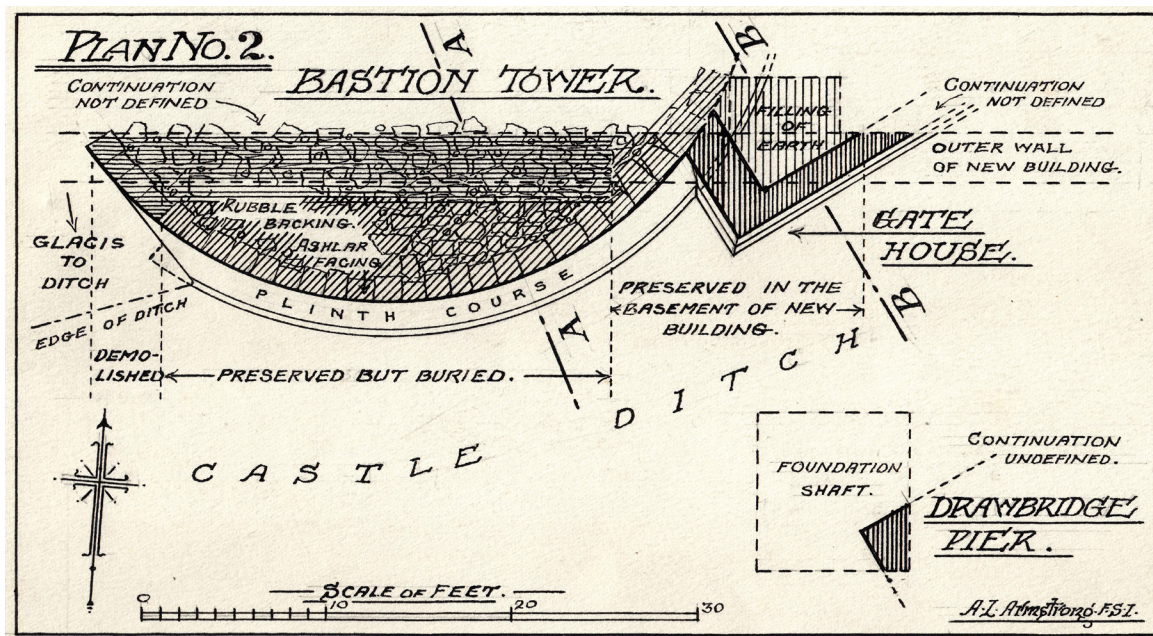 PLAN No. 2.
BASTION TOWER.
A
B
CONTINUATION
NOT DEFINED
CONTINUATION
NOT DEFINED
FILLING
OF
EARTH
OUTER WALL
OF NEW BUILDING.
RUBBLE
BACKING.
ASHLAR
FACING
GLACIS
TO
DITCH
GATE
HOUSE.
PLINTH COURSE
PRESERVED IN THE
BASEMENT OF NEW
BUILDING.
EDGE OF DITCH
A
B
DEMO-
LISHED
PRESERVED BUT BURIED.
CASTLE DITCH
FOUNDATION
SHAFT.
CONTINUATION
UNDEFINED.
DRAWBRIDGE
PIER.
SCALE OF FEET.
0 10 20 30
A.L. Armstrong. F.S.I.